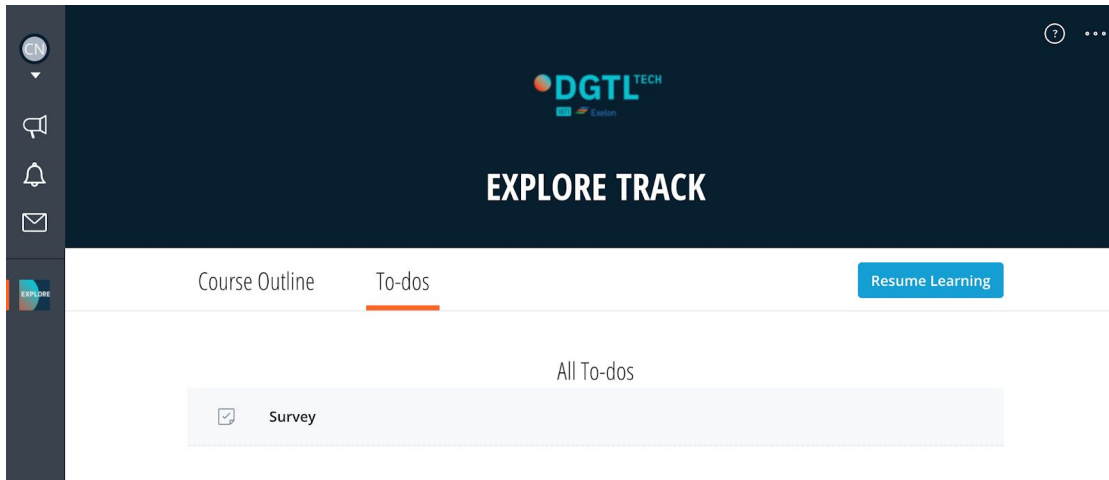 CN
?
DGTL TECH
Exelon
EXPLORE TRACK
EXPLORE
Course Outline
To-dos
Resume Learning
All To-dos
Survey